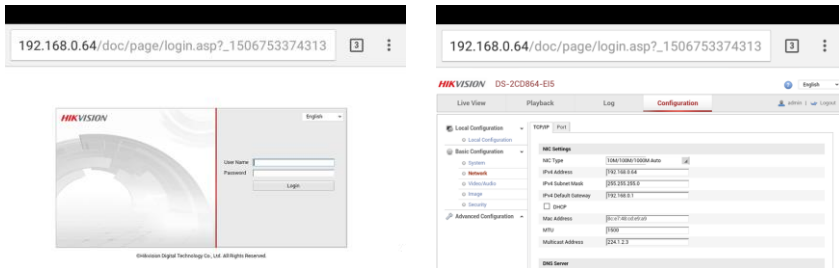 192.168.0.64/doc/page/login.asp?_1506753374313
3
HIKVISION
English
User Name
Password
Login
©Hikvision Digital Technology Co., Ltd. All Rights Reserved.
192.168.0.64/doc/page/login.asp?_1506753374313
3
HIKVISION DS-2CD864-EI5
English
Live View Playback Log Configuration admin | Logout
Local Configuration
Local Configuration
Basic Configuration
System
Network
Video/Audio
Image
Security
Advanced Configuration
TCP/IP Port
NIC Settings
NIC Type 10M/100M/1000M Auto
IPv4 Address 192.168.0.64
IPv4 Subnet Mask 255.255.255.0
IPv4 Default Gateway 192.168.0.1
DHCP
Mac Address
MTU 1500
Multicast Address 224.1.2.3
DNS Server